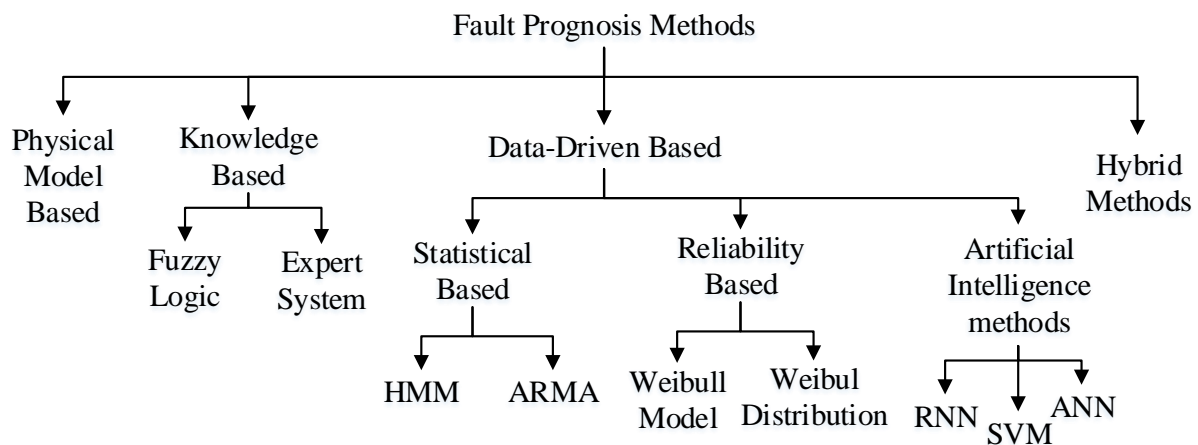 Fault Prognosis Methods
Physical
Model
Based
Knowledge
Based
Data-Driven Based
Hybrid
Methods
Fuzzy
Logic
Expert
System
Statistical
Based
Reliability
Based
Artificial
Intelligence
methods
HMM
ARMA
Weibull
Model
Weibul
Distribution
RNN
SVM
ANN